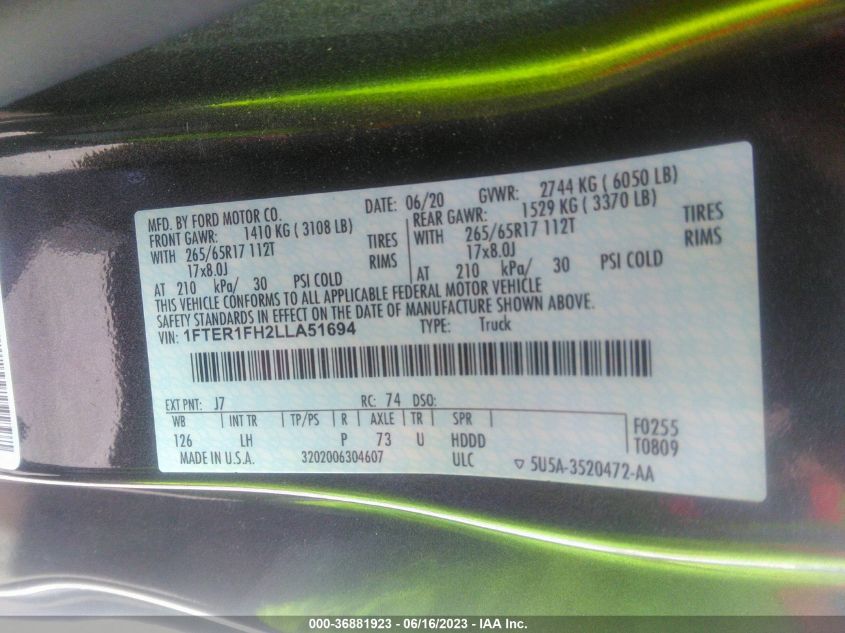 MFD. BY FORD MOTOR CO. DATE: 06/20 GVWR: 2744 KG ( 6050 LB)
FRONT GAWR: 1410 KG ( 3108 LB) REAR GAWR: 1529 KG ( 3370 LB)
WITH 265/65R17 112T TIRES WITH 265/65R17 112T TIRES
17x8.0J RIMS 17x8.0J RIMS
AT 210 kPa/ 30 PSI COLD AT 210 kPa/ 30 PSI COLD
THIS VEHICLE CONFORMS TO ALL APPLICABLE FEDERAL MOTOR VEHICLE
SAFETY STANDARDS IN EFFECT ON THE DATE OF MANUFACTURE SHOWN ABOVE.
VIN: 1FTER1FH2LLA51694 TYPE: Truck
EXT PNT: J7 RC: 74 DSO:
WB INT TR TP/PS R AXLE TR SPR F0255
126 LH P 73 U HDDD T0809
MADE IN U.S.A. 3202006304607 ULC 5U5A-3520472-AA
000-36881923 - 06/16/2023 - © IAA Inc.